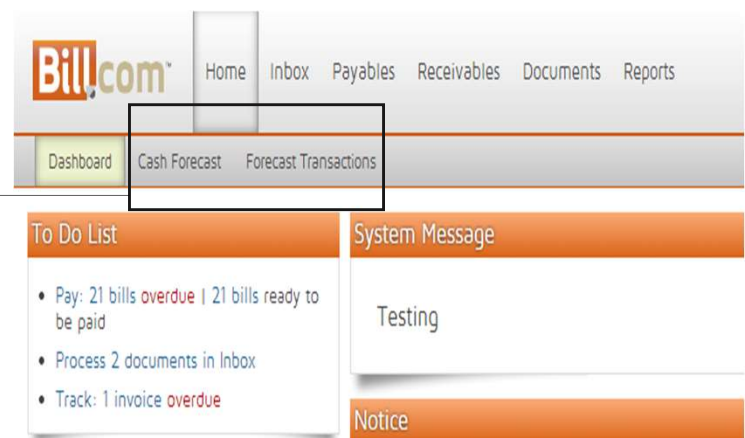 Bill.com™ Home Inbox Payables Receivables Documents Reports
Dashboard Cash Forecast Forecast Transactions
To Do List
• Pay: 21 bills overdue | 21 bills ready to
be paid
• Process 2 documents in Inbox
• Track: 1 invoice overdue
System Message
Testing
Notice